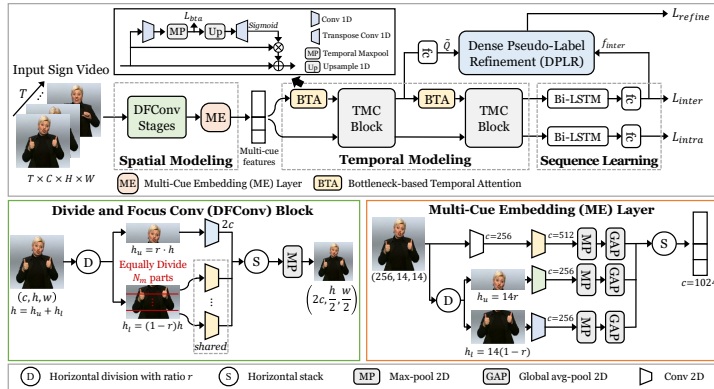 L_bta
Sigmoid
MP
Up
Conv 1D
Transpose Conv 1D
MP Temporal Maxpool
Up Upsample 1D
L_refine
fc
Q̃
Dense Pseudo-Label
Refinement (DPLR)
f_inter
Input Sign Video
T
T × C × H × W
DFConv
Stages
ME
Multi-cue
features
BTA
TMC
Block
BTA
TMC
Block
Bi-LSTM
fc
L_inter
Bi-LSTM
fc
L_intra
Spatial Modeling
Temporal Modeling
Sequence Learning
ME Multi-Cue Embedding (ME) Layer
BTA Bottleneck-based Temporal Attention
Divide and Focus Conv (DFConv) Block
(c, h, w)
h = h_u + h_l
D
h_u = r · h
Equally Divide
N_m parts
h_l = (1 − r)h
2c
⋮
shared
S
MP
(2c, h/2, w/2)
Multi-Cue Embedding (ME) Layer
(256, 14, 14)
c=256
c=512
MP
GAP
S
D
h_u = 14r
c=256
MP
GAP
h_l = 14(1 − r)
c=256
MP
GAP
c=1024
D Horizontal division with ratio r
S Horizontal stack
MP Max-pool 2D
GAP Global avg-pool 2D
Conv 2D